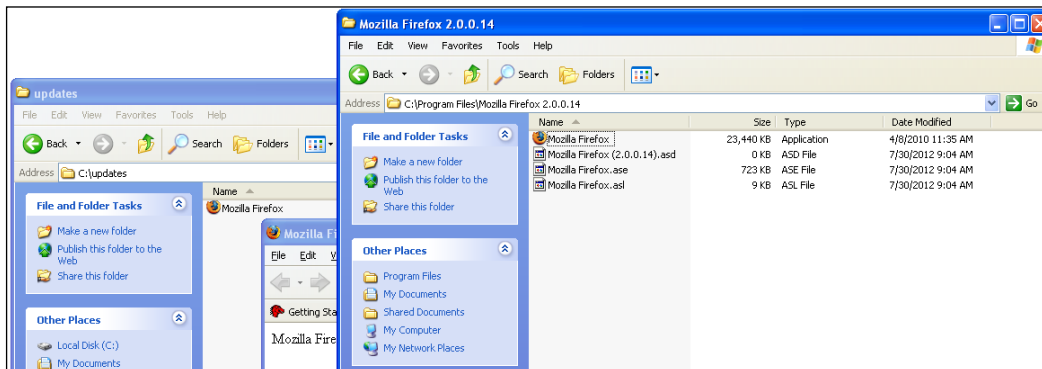 updates
File Edit View Favorites Tools Help
Back Search Folders
Address C:\updates
File and Folder Tasks
Make a new folder
Publish this folder to the
Web
Share this folder
Other Places
Local Disk (C:)
My Documents
Name
Mozilla Firefox
Mozilla Fi
File Edit V
Getting Sta
Mozilla Fire
Mozilla Firefox 2.0.0.14
File Edit View Favorites Tools Help
Back Search Folders
Address C:\Program Files\Mozilla Firefox 2.0.0.14 Go
File and Folder Tasks
Make a new folder
Publish this folder to the
Web
Share this folder
Other Places
Program Files
My Documents
Shared Documents
My Computer
My Network Places
Name Size Type Date Modified
Mozilla Firefox 23,440 KB Application 4/8/2010 11:35 AM
Mozilla Firefox (2.0.0.14).asd 0 KB ASD File 7/30/2012 9:04 AM
Mozilla Firefox.ase 723 KB ASE File 7/30/2012 9:04 AM
Mozilla Firefox.asl 9 KB ASL File 7/30/2012 9:04 AM